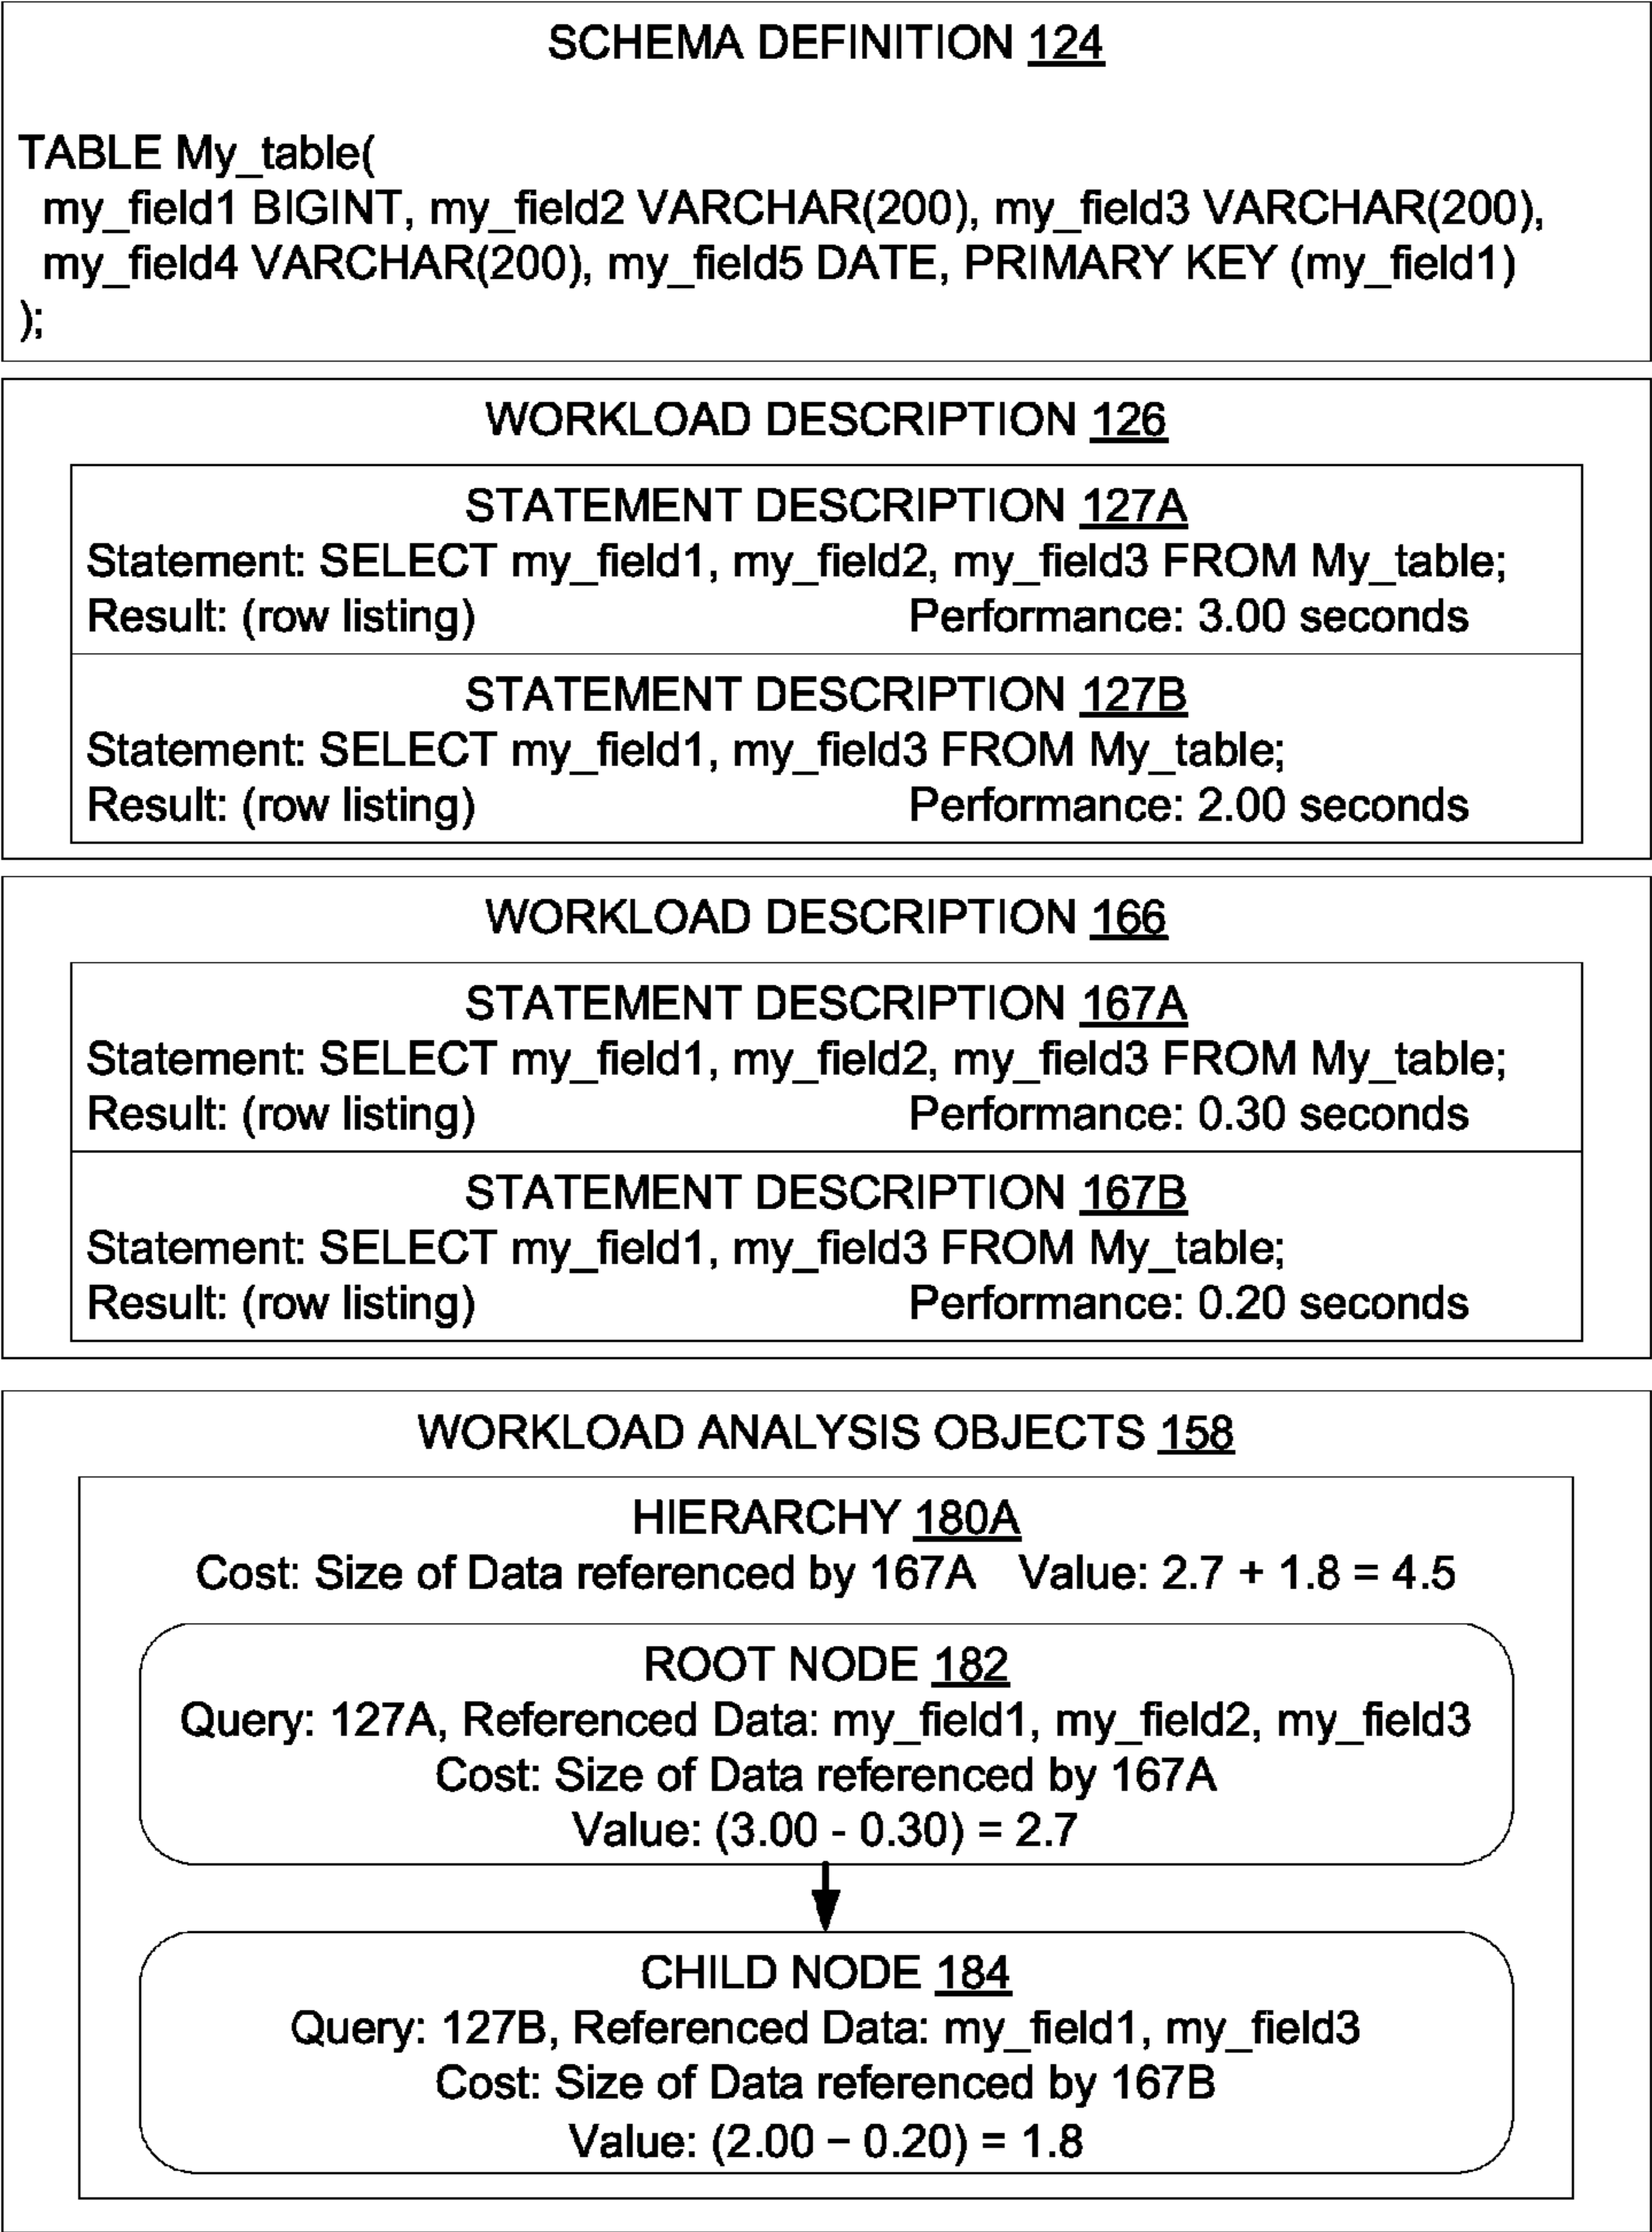 SCHEMA DEFINITION 124
TABLE My_table(
my_field1 BIGINT, my_field2 VARCHAR(200), my_field3 VARCHAR(200),
my_field4 VARCHAR(200), my_field5 DATE, PRIMARY KEY (my_field1)
);
WORKLOAD DESCRIPTION 126
STATEMENT DESCRIPTION 127A
Statement: SELECT my_field1, my_field2, my_field3 FROM My_table;
Result: (row listing) Performance: 3.00 seconds
STATEMENT DESCRIPTION 127B
Statement: SELECT my_field1, my_field3 FROM My_table;
Result: (row listing) Performance: 2.00 seconds
WORKLOAD DESCRIPTION 166
STATEMENT DESCRIPTION 167A
Statement: SELECT my_field1, my_field2, my_field3 FROM My_table;
Result: (row listing) Performance: 0.30 seconds
STATEMENT DESCRIPTION 167B
Statement: SELECT my_field1, my_field3 FROM My_table;
Result: (row listing) Performance: 0.20 seconds
WORKLOAD ANALYSIS OBJECTS 158
HIERARCHY 180A
Cost: Size of Data referenced by 167A Value: 2.7 + 1.8 = 4.5
ROOT NODE 182
Query: 127A, Referenced Data: my_field1, my_field2, my_field3
Cost: Size of Data referenced by 167A
Value: (3.00 - 0.30) = 2.7
CHILD NODE 184
Query: 127B, Referenced Data: my_field1, my_field3
Cost: Size of Data referenced by 167B
Value: (2.00 – 0.20) = 1.8